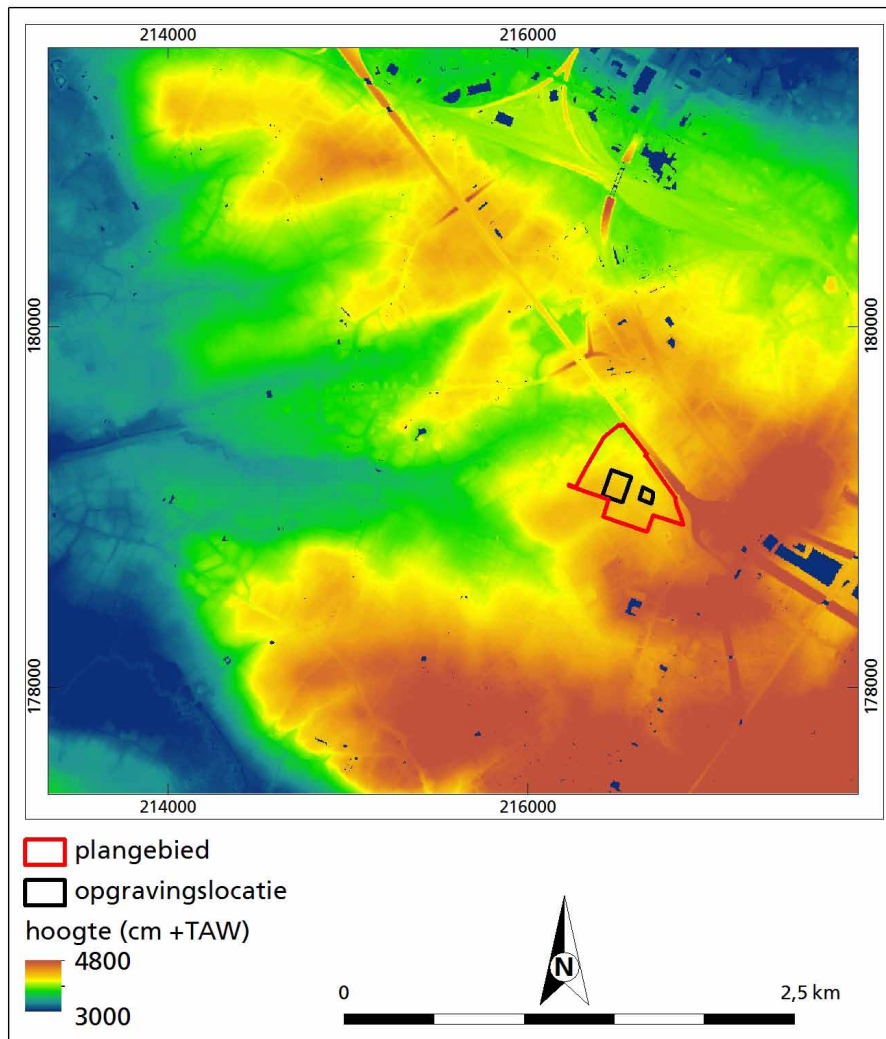 214000 216000
180000 180000
178000 178000
214000 216000
plangebied
opgravingslocatie
hoogte (cm +TAW)
4800
3000
N
0 2,5 km